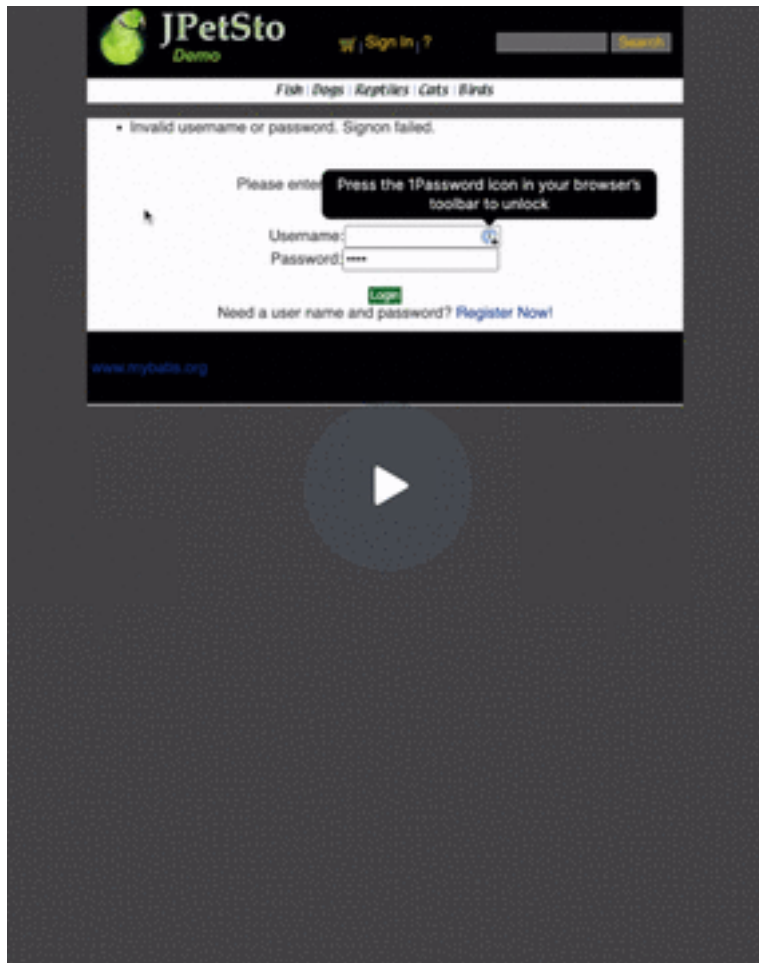 JPetSto
Demo
Sign In | ?
Search
Fish | Dogs | Reptiles | Cats | Birds
• Invalid username or password. Signon failed.
Please enter
Press the 1Password icon in your browser's
toolbar to unlock
Username:
Password: ••••
Login
Need a user name and password? Register Now!
www.mybatis.org